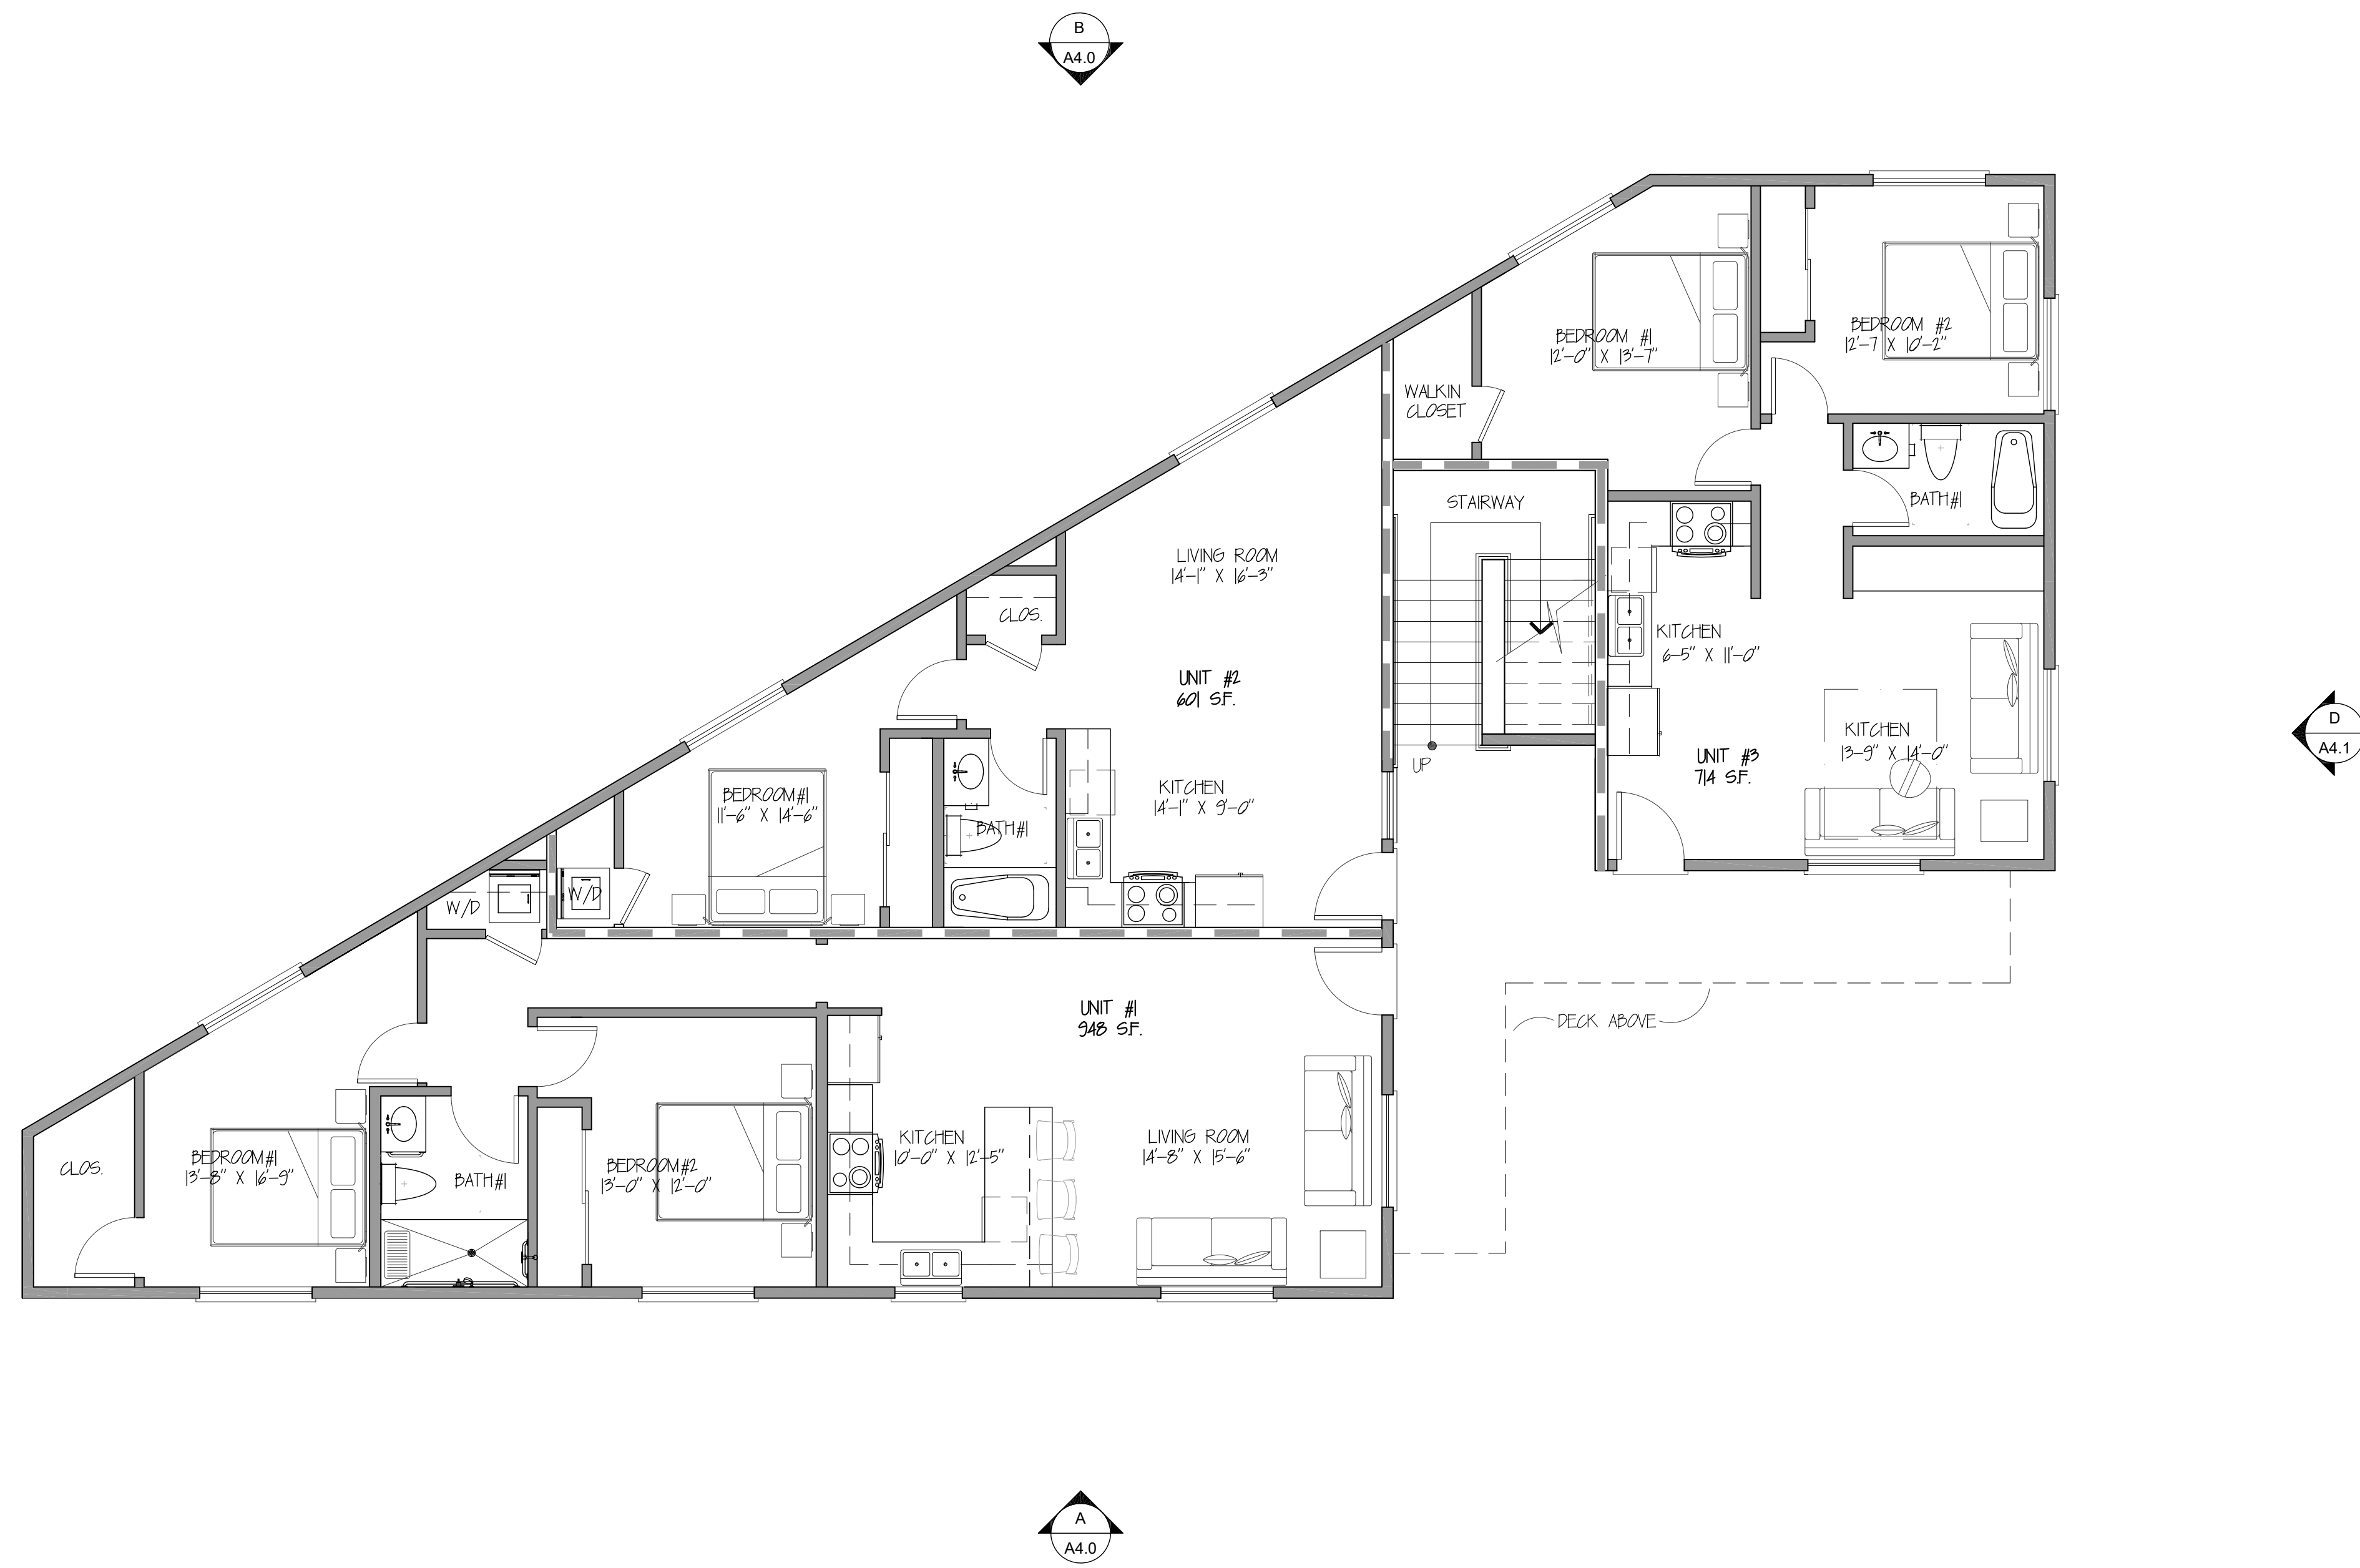 B
A4.0
BEDROOM #1
12'-0" X 13'-7"
BEDROOM #2
12'-7 X 10'-2"
WALKIN
CLOSET
STAIRWAY
BATH#1
LIVING ROOM
14'-1" X 16'-3"
CLOS.
KITCHEN
6-5" X 11'-0"
UNIT #2
601 S.F.
D
A4.1
KITCHEN
13-9" X 14'-0"
UNIT #3
714 S.F.
UP
BEDROOM#1
11'-6" X 14'-6"
KITCHEN
14'-1" X 9'-0"
BATH#1
W/D
W/D
UNIT #1
948 S.F.
DECK ABOVE
CLOS.
BEDROOM#1
13'-8" X 16'-9"
BATH#1
BEDROOM#2
13'-0" X 12'-0"
KITCHEN
10'-0" X 12'-5"
LIVING ROOM
14'-8" X 15'-6"
A
A4.0